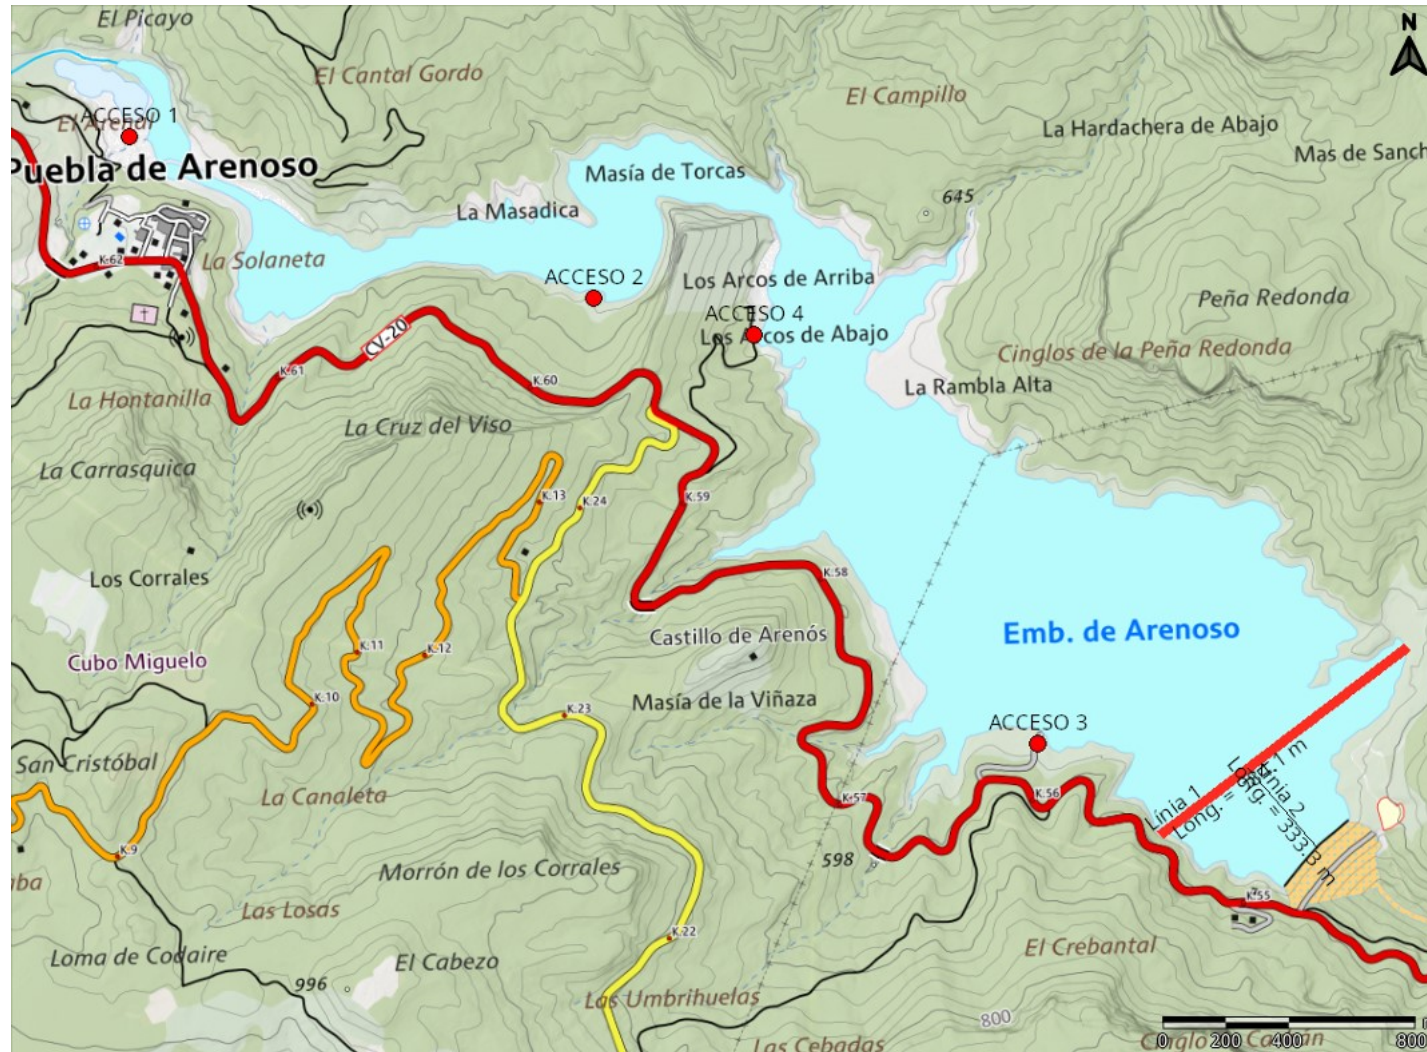 El Picayo
N
El Cantal Gordo
El Campillo
ACCESO 1
El Arenal
La Hardachera de Abajo
Mas de Sanch
Puebla de Arenoso
Masía de Torcas
645
La Masadica
K.62
La Solaneta
ACCESO 2
Los Arcos de Arriba
Peña Redonda
ACCESO 4
Los Arcos de Abajo
CV-20
Cinglos de la Peña Redonda
K.61
K.60
La Rambla Alta
La Hontanilla
La Cruz del Viso
La Carrasquica
K.13
K.24
K.59
Los Corrales
K.58
Castillo de Arenós
Emb. de Arenoso
K.11
K.12
Cubo Miguelo
K.10
Masía de la Viñaza
K.23
ACCESO 3
San Cristóbal
La Canaleta
K.57
K.56
Línia 1
Línia 2
Long. = 333.3 m
K.9
598
Morrón de los Corrales
aba
Las Losas
K.55
K.22
El Crebantal
Loma de Codaire
El Cabezo
996
Las Umbrihuelas
800
Las Cebadas
0 200 400 800